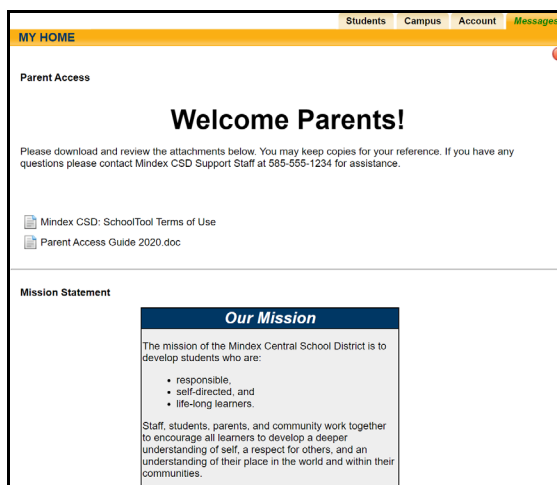 Students Campus Account Messages
MY HOME
Parent Access
Welcome Parents!
Please download and review the attachments below. You may keep copies for your reference. If you have any
questions please contact Mindex CSD Support Staff at 585-555-1234 for assistance.
Mindex CSD: SchoolTool Terms of Use
Parent Access Guide 2020.doc
Mission Statement
Our Mission
The mission of the Mindex Central School District is to
develop students who are:
• responsible,
• self-directed, and
• life-long learners.
Staff, students, parents, and community work together
to encourage all learners to develop a deeper
understanding of self, a respect for others, and an
understanding of their place in the world and within their
communities.